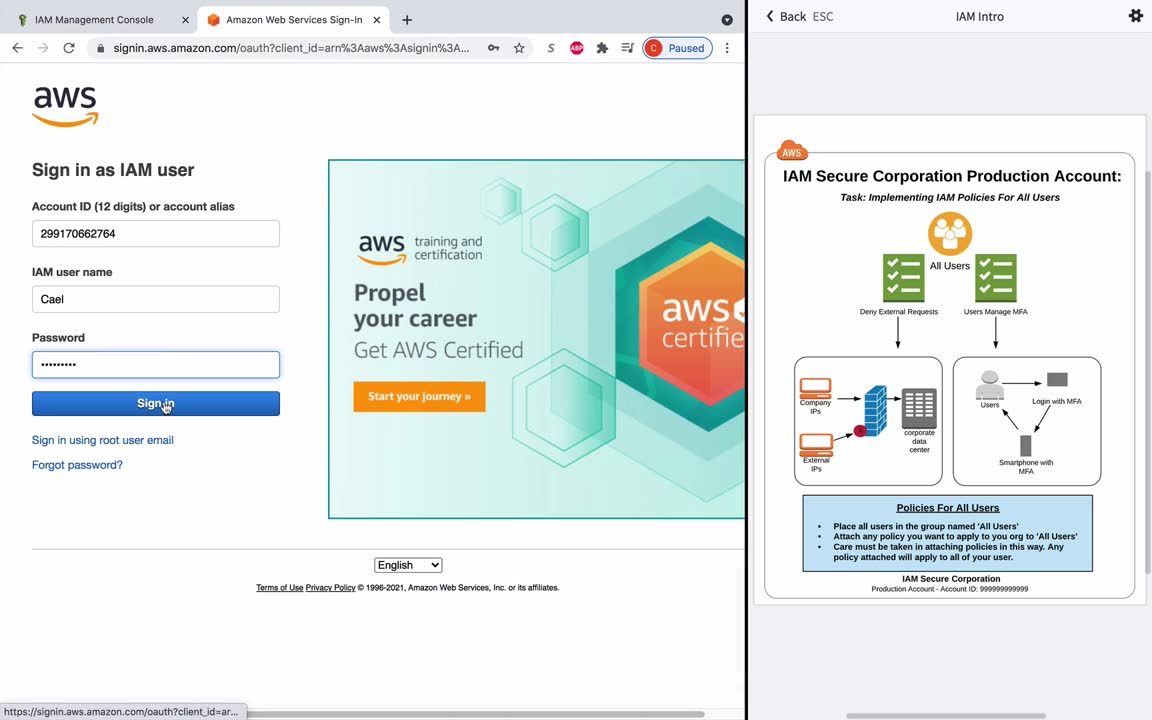 IAM Management Console
Amazon Web Services Sign-In
signin.aws.amazon.com/oauth?client_id=arn%3Aaws%3Asignin%3A...
S
ABP
C Paused
aws
Sign in as IAM user
Account ID (12 digits) or account alias
299170662764
IAM user name
Cael
Password
•••••••••
Sign in
Sign in using root user email
Forgot password?
aws training and
certification
Propel
your career
Get AWS Certified
Start your journey »
aws
certifie
English
Terms of Use Privacy Policy © 1996-2021, Amazon Web Services, Inc. or its affiliates.
https://signin.aws.amazon.com/oauth?client_id=ar...
Back ESC
IAM Intro
AWS
IAM Secure Corporation Production Account:
Task: Implementing IAM Policies For All Users
All Users
Deny External Requests
Users Manage MFA
Company
IPs
External
IPs
X
corporate
data
center
Users
Login with MFA
Smartphone with
MFA
Policies For All Users
• Place all users in the group named 'All Users'
• Attach any policy you want to apply to you org to 'All Users'
• Care must be taken in attaching policies in this way. Any
policy attached will apply to all of your user.
IAM Secure Corporation
Production Account - Account ID: 999999999999